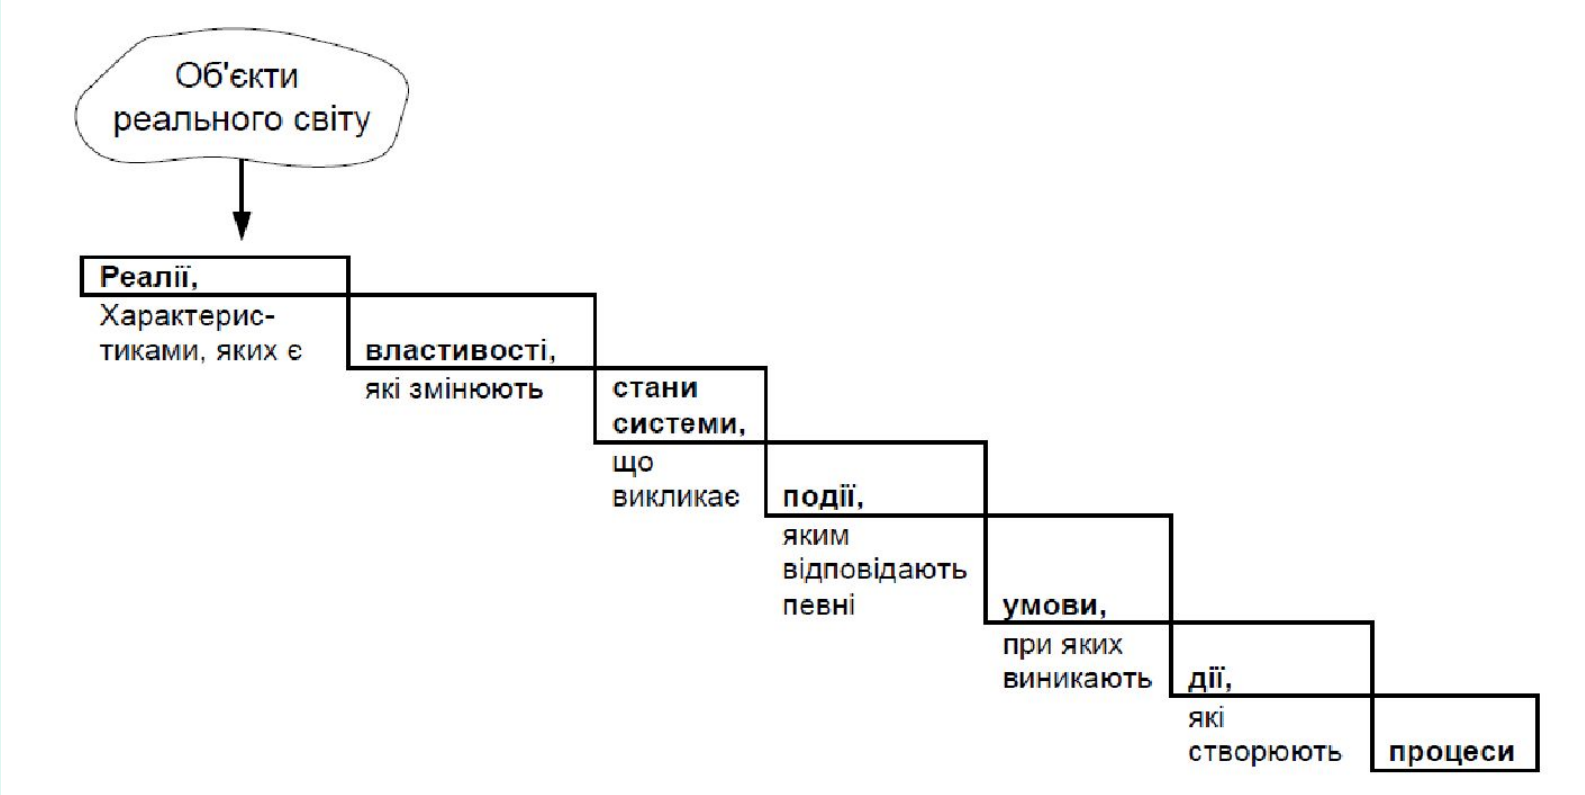 Об'єкти
реального світу
Реалії,
Характерис-
тиками, яких є
властивості,
які змінюють
стани
системи,
що
викликає
події,
яким
відповідають
певні
умови,
при яких
виникають
дії,
які
створюють
процеси